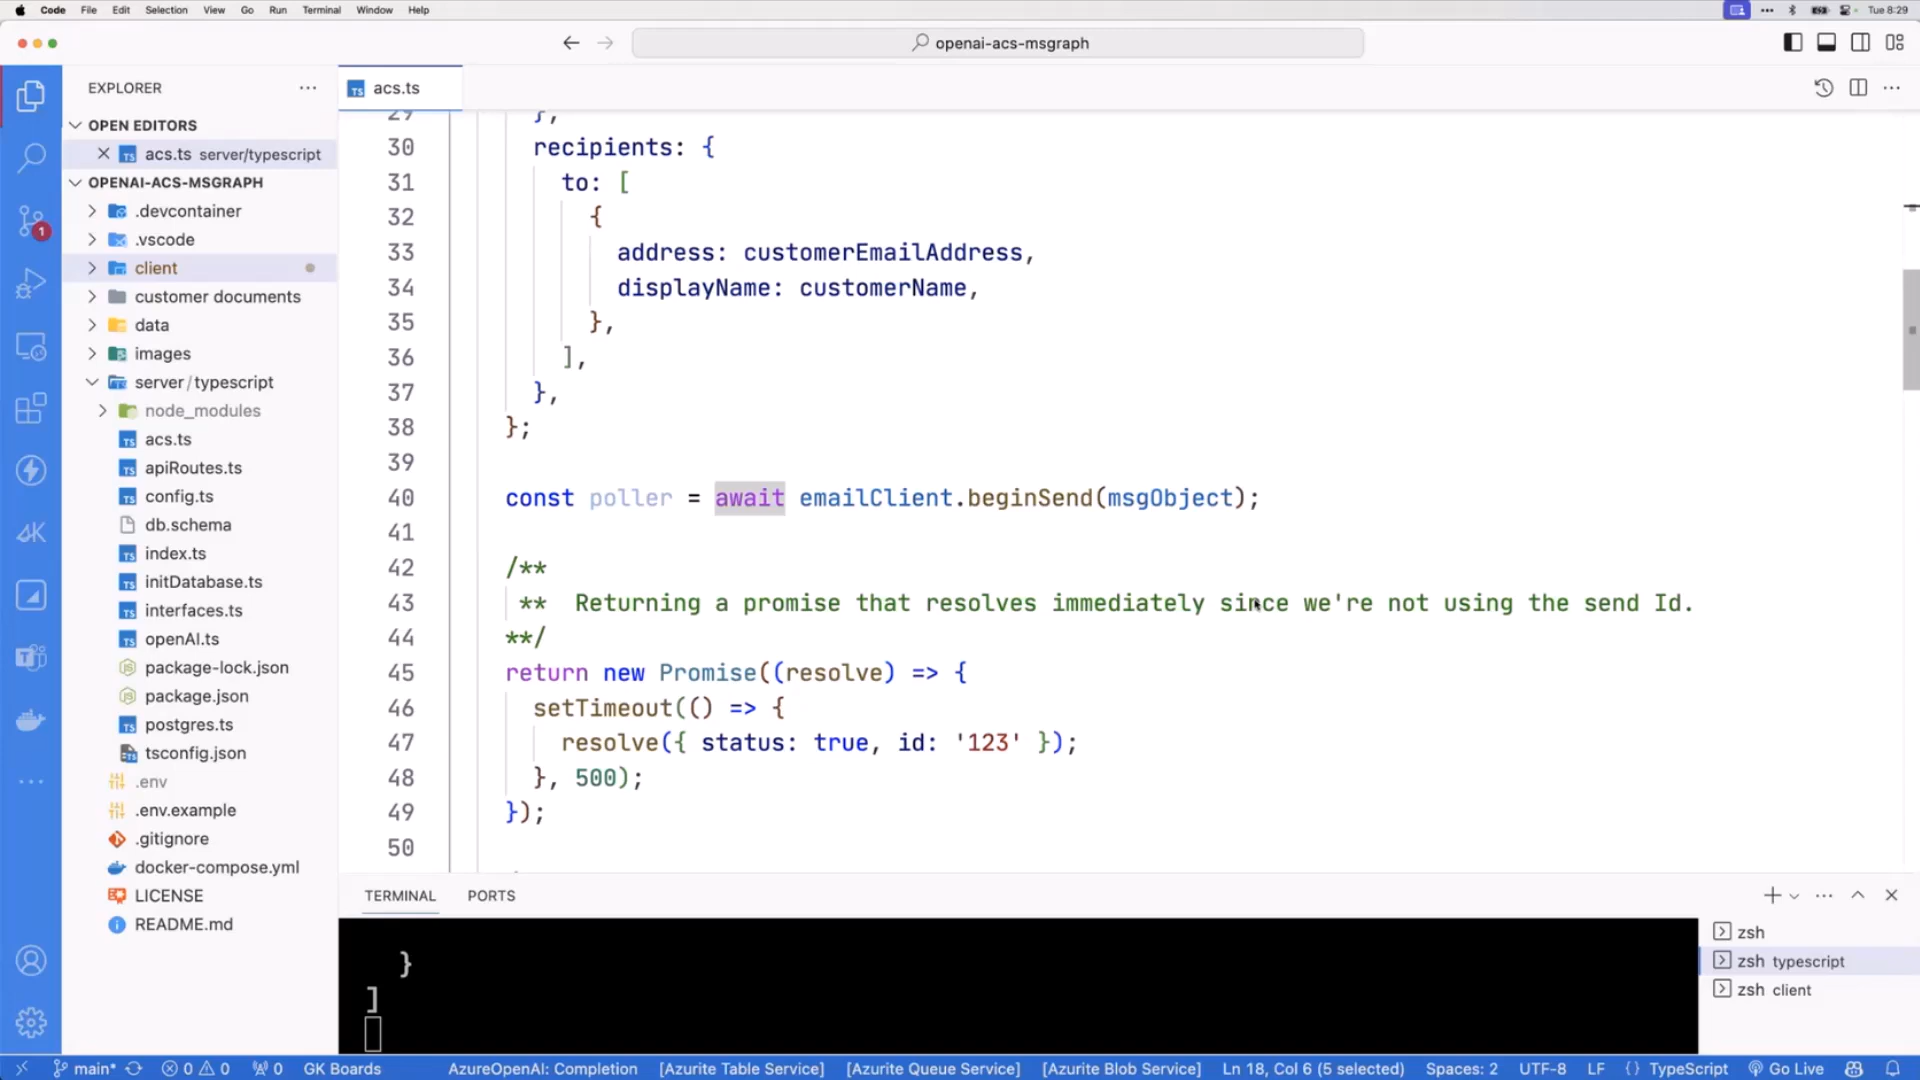 Code File Edit Selection View Go Run Terminal Window Help
Tue 8:29
openai-acs-msgraph
EXPLORER
OPEN EDITORS
acs.ts server/typescript
OPENAI-ACS-MSGRAPH
.devcontainer
.vscode
client
customer documents
data
images
server/typescript
node_modules
acs.ts
apiRoutes.ts
config.ts
db.schema
index.ts
initDatabase.ts
interfaces.ts
openAI.ts
package-lock.json
package.json
postgres.ts
tsconfig.json
.env
.env.example
.gitignore
docker-compose.yml
LICENSE
README.md
1
acs.ts
29 },
30 recipients: {
31 to: [
32 {
33 address: customerEmailAddress,
34 displayName: customerName,
35 },
36 ],
37 },
38 };
39
40 const poller = await emailClient.beginSend(msgObject);
41
42 /**
43 ** Returning a promise that resolves immediately since we're not using the send Id.
44 **/
45 return new Promise((resolve) => {
46 setTimeout(() => {
47 resolve({ status: true, id: '123' });
48 }, 500);
49 });
50
TERMINAL PORTS
}
]
zsh
zsh typescript
zsh client
main* 0 0 0 GK Boards AzureOpenAI: Completion [Azurite Table Service] [Azurite Queue Service] [Azurite Blob Service] Ln 18, Col 6 (5 selected) Spaces: 2 UTF-8 LF {} TypeScript Go Live